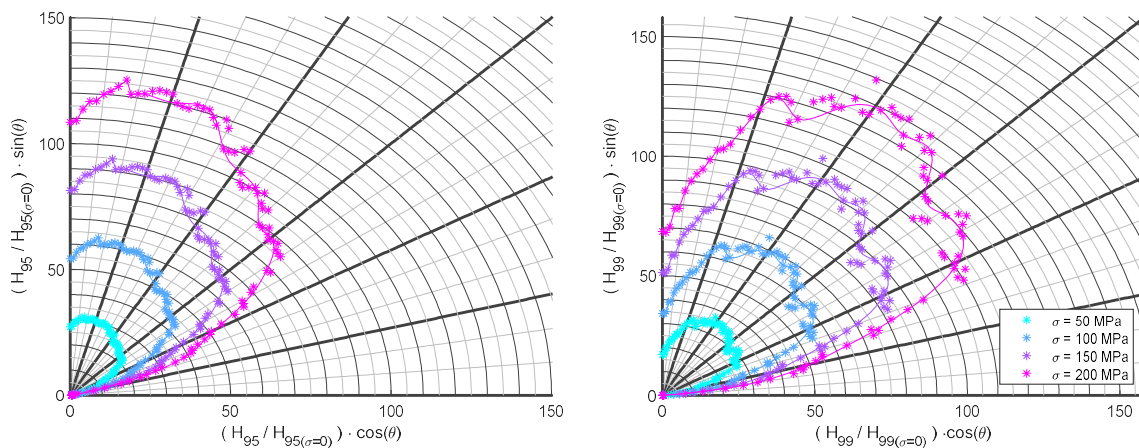 150
100
50
0
( H95 / H95(σ=0) ) · sin(θ)
0
50
100
150
( H95 / H95(σ=0) ) · cos(θ)
150
100
50
0
( H99 / H99(σ=0) ) · sin(θ)
0
50
100
150
( H99 / H99(σ=0) ) ·cos(θ)
σ = 50 MPa
σ = 100 MPa
σ = 150 MPa
σ = 200 MPa